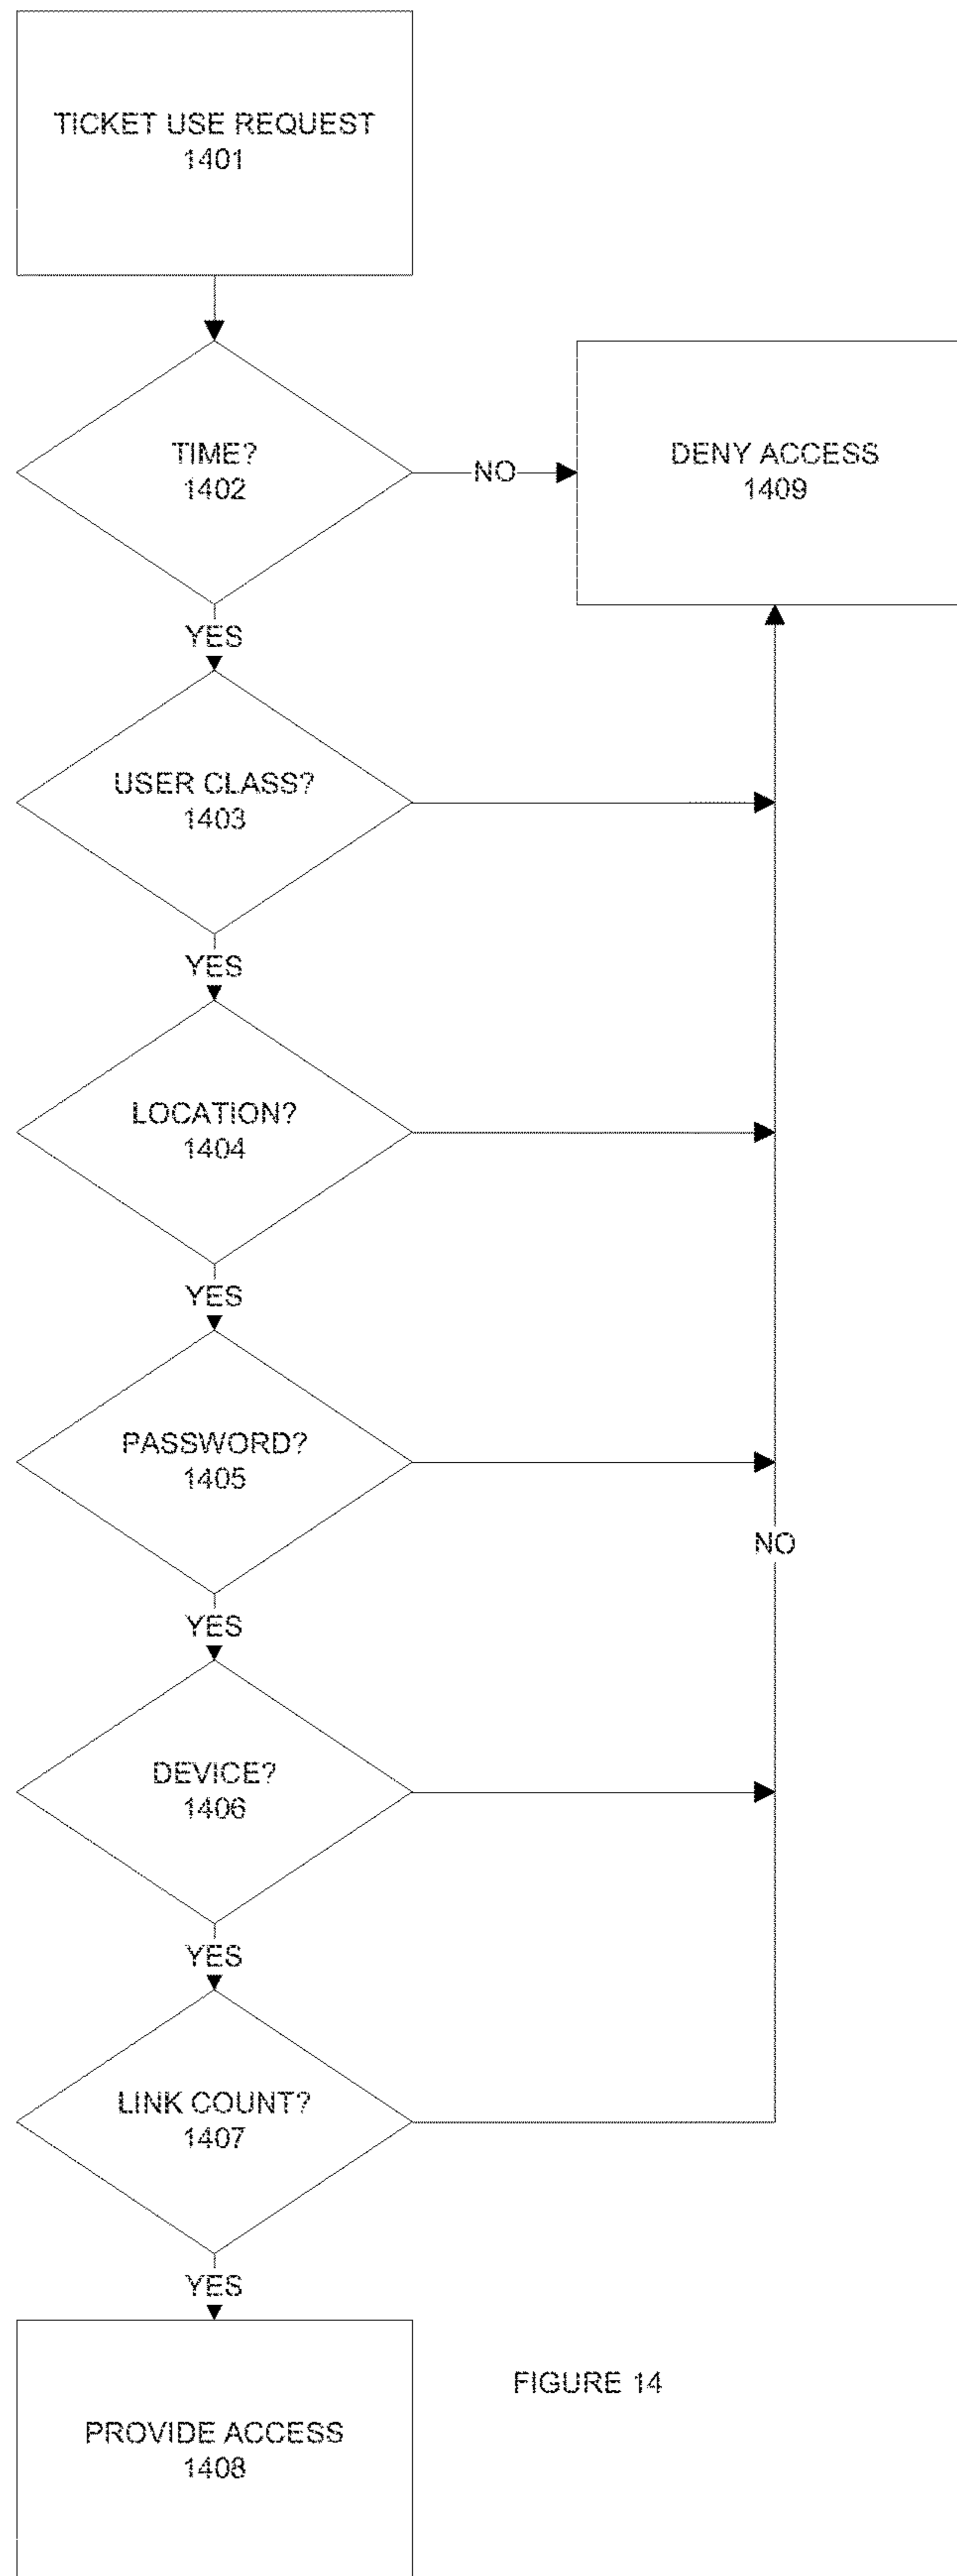 TICKET USE REQUEST
1401
TIME?
1402
NO
DENY ACCESS
1409
YES
USER CLASS?
1403
YES
LOCATION?
1404
YES
PASSWORD?
1405
NO
YES
DEVICE?
1406
YES
LINK COUNT?
1407
YES
FIGURE 14
PROVIDE ACCESS
1408